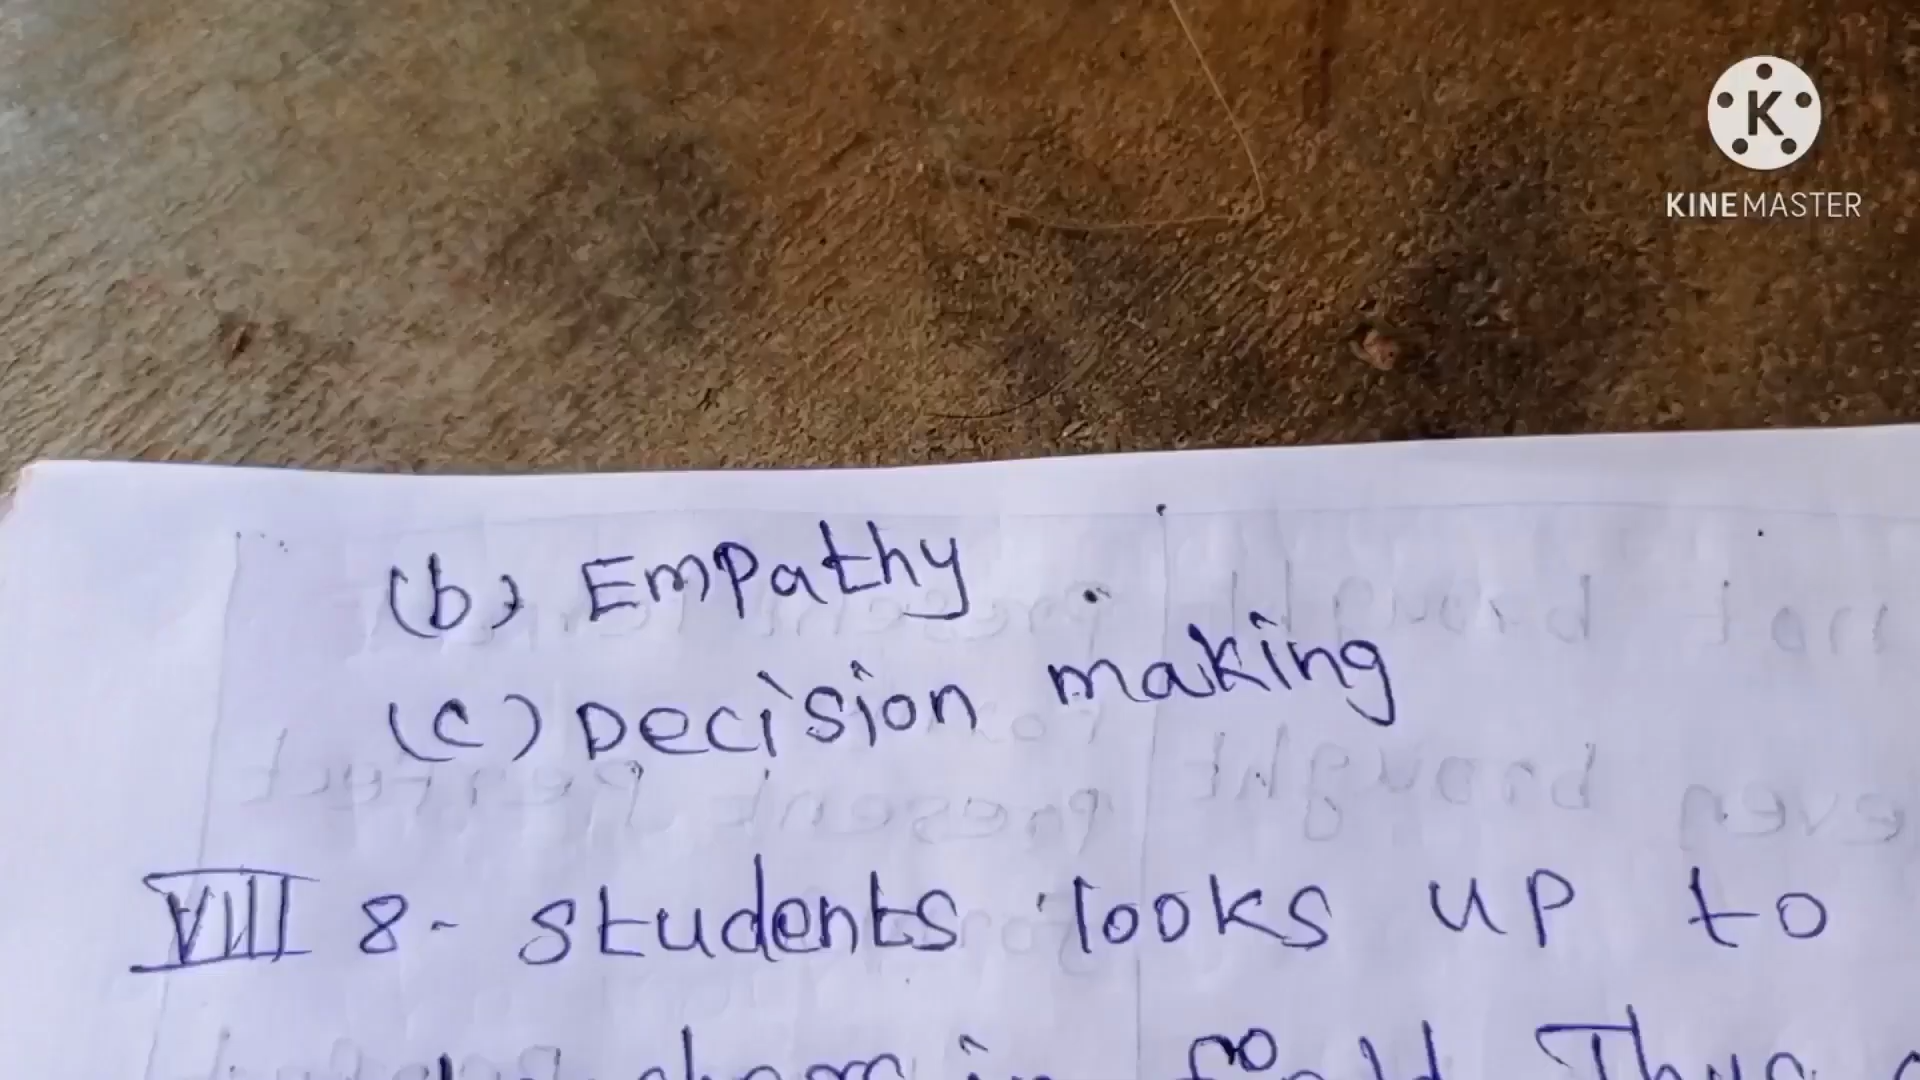 KINEMASTER
(b) Empathy
(c) Decision making
VIII 8- students looks up to